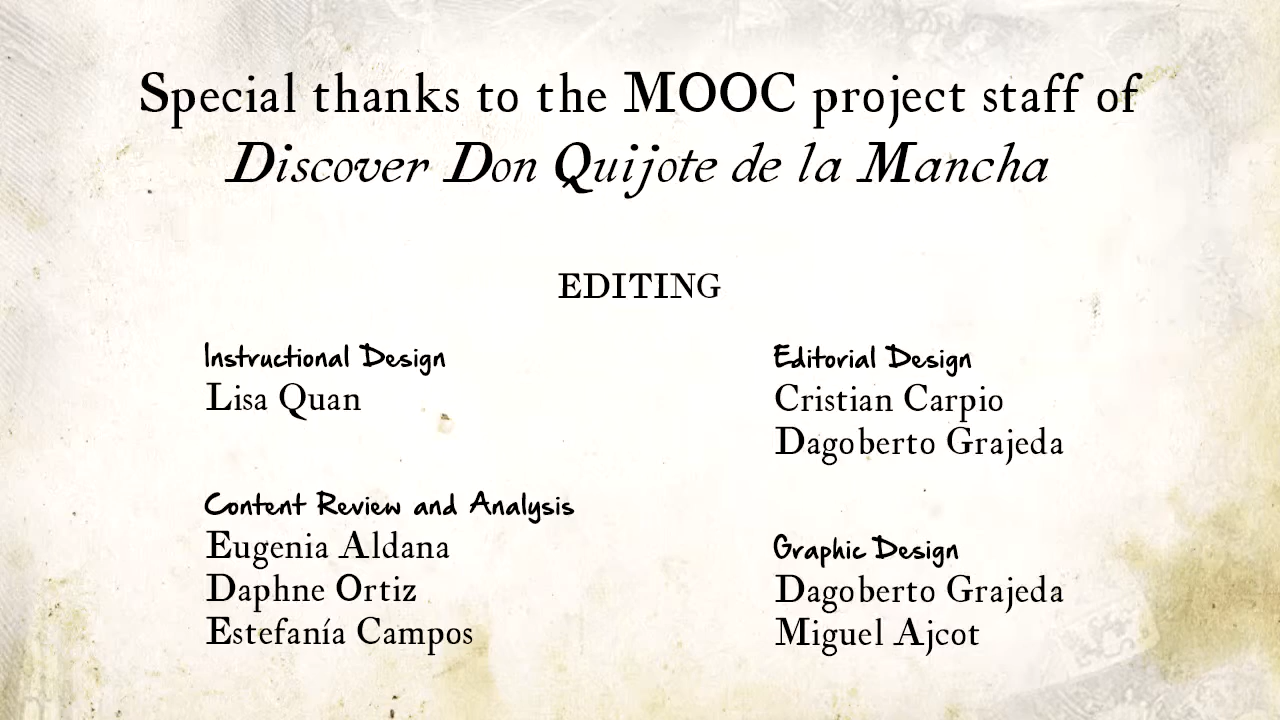 Special thanks to the MOOC project staff of
Discover Don Quijote de la Mancha
EDITING
Instructional Design
Lisa Quan
Content Review and Analysis
Eugenia Aldana
Daphne Ortiz
Estefanía Campos
Editorial Design
Cristian Carpio
Dagoberto Grajeda
Graphic Design
Dagoberto Grajeda
Miguel Ajcot